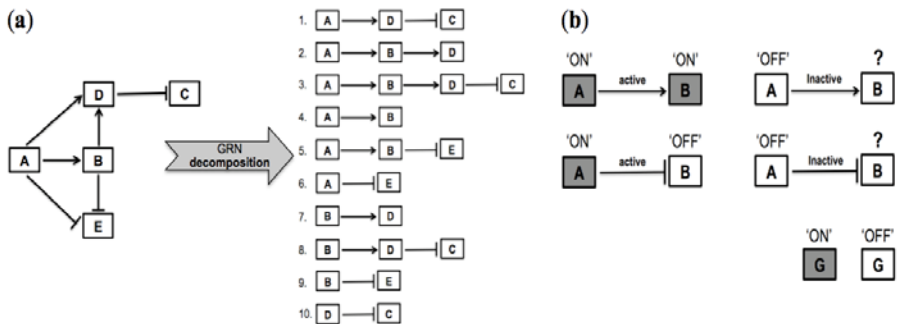 (a)
D
C
A
B
E
GRN
decomposition
1. A D C
2. A B D
3. A B D C
4. A B
5. A B E
6. A E
7. B D
8. B D C
9. B E
10. D C
(b)
'ON' 'ON' 'OFF' ?
A active B A Inactive B
'ON' 'OFF' 'OFF' ?
A active B A Inactive B
'ON' 'OFF'
G G